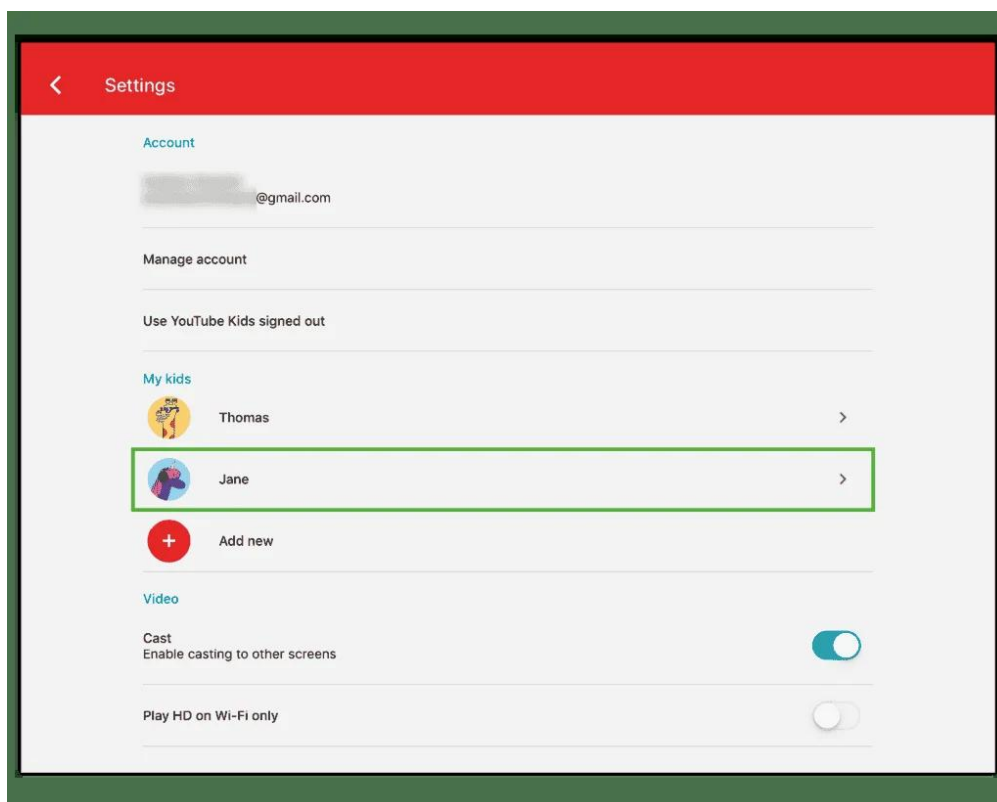 Settings
Account
@gmail.com
Manage account
Use YouTube Kids signed out
My kids
Thomas
Jane
Add new
Video
Cast
Enable casting to other screens
Play HD on Wi-Fi only